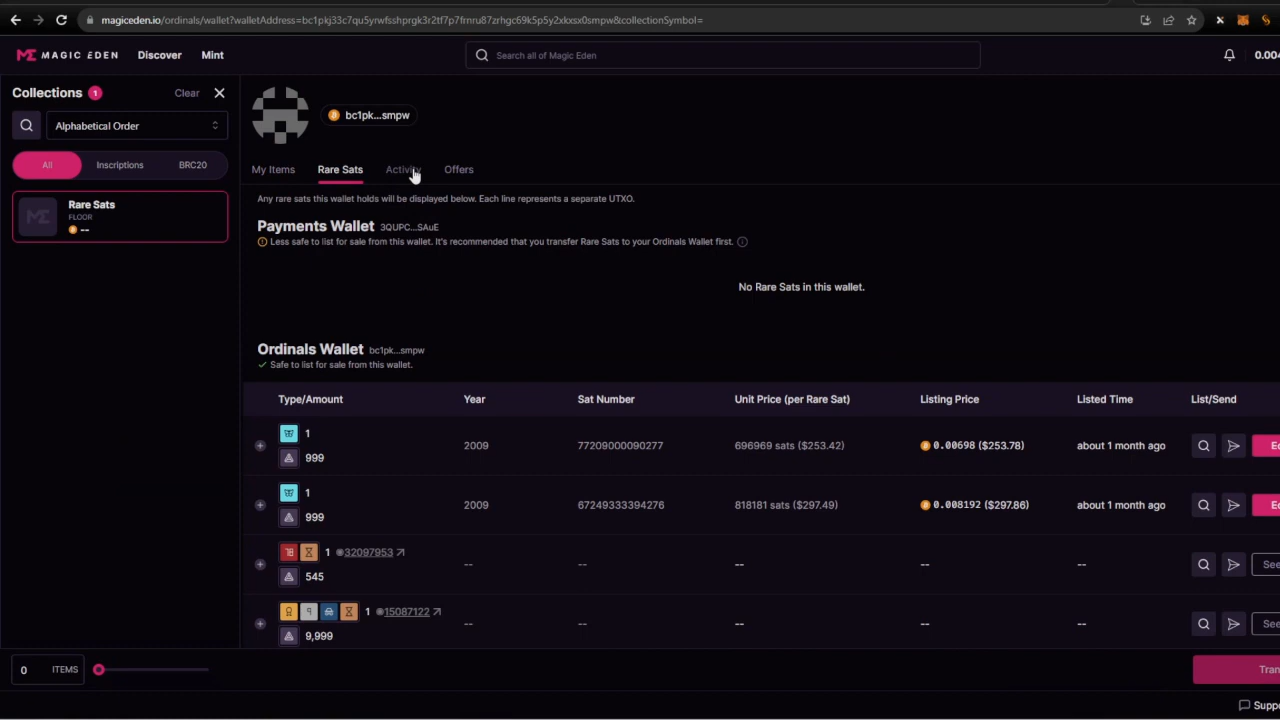 magiceden.io/ordinals/wallet?walletAddress=bc1pkj33c7qu5yrwfsshprgk3r2tf7p7frnru87zrhgc69k5p5y2xkxsx0smpw&collectionSymbol=
MAGIC EDEN
Discover
Mint
Search all of Magic Eden
0.004
Collections 1
Clear
Alphabetical Order
All
Inscriptions
BRC20
Rare Sats
FLOOR
--
bc1pk...smpw
My Items
Rare Sats
Activity
Offers
Any rare sats this wallet holds will be displayed below. Each line represents a separate UTXO.
Payments Wallet 3QUPC...SAuE
Less safe to list for sale from this wallet. It's recommended that you transfer Rare Sats to your Ordinals Wallet first.
No Rare Sats in this wallet.
Ordinals Wallet bc1pk...smpw
Safe to list for sale from this wallet.
Type/Amount Year Sat Number Unit Price (per Rare Sat) Listing Price Listed Time List/Send
1
999
2009 77209000090277 696969 sats ($253.42) 0.00698 ($253.78) about 1 month ago Ed
1
999
2009 67249333394276 818181 sats ($297.49) 0.008192 ($297.86) about 1 month ago Ed
1 32097953
545
-- -- -- -- -- See
1 15087122
9,999
-- -- -- -- -- See
0 ITEMS
Tran
Suppo